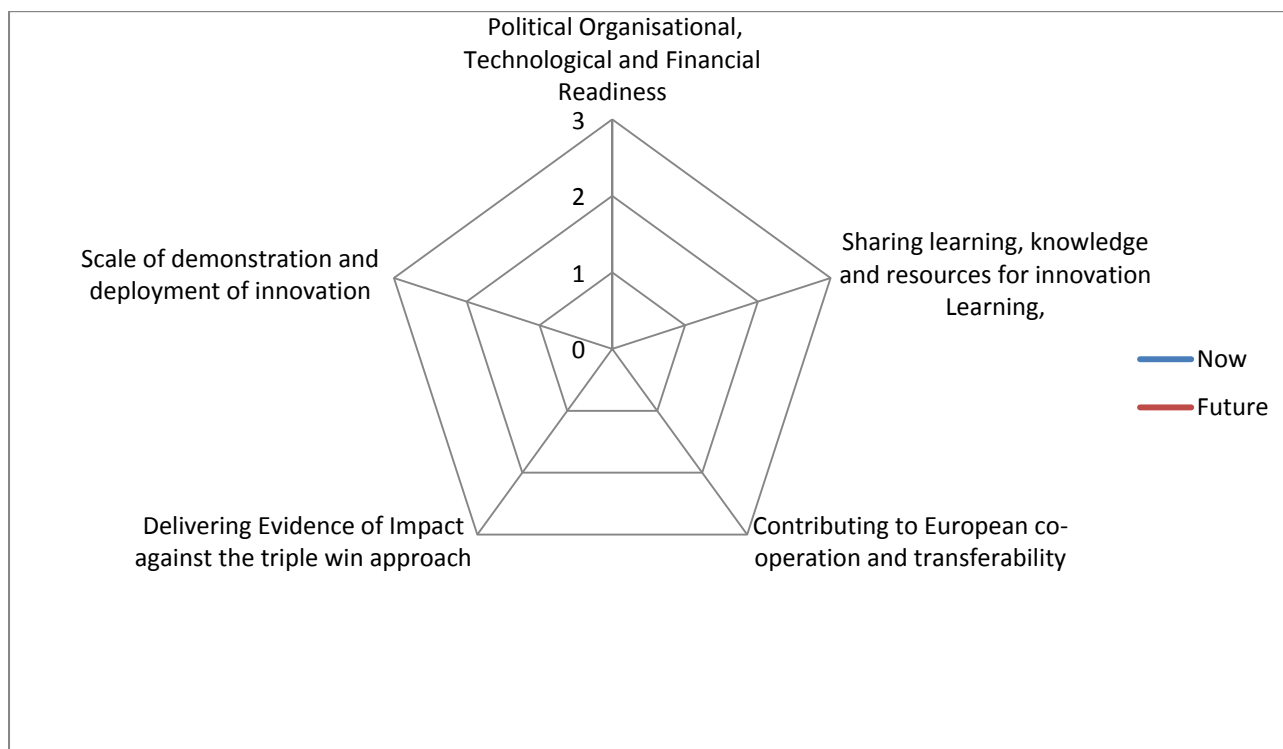 Political Organisational,
Technological and Financial
Readiness
3
2
1
0
Sharing learning, knowledge
and resources for innovation
Learning,
Contributing to European co-
operation and transferability
Delivering Evidence of Impact
against the triple win approach
Scale of demonstration and
deployment of innovation
Now
Future